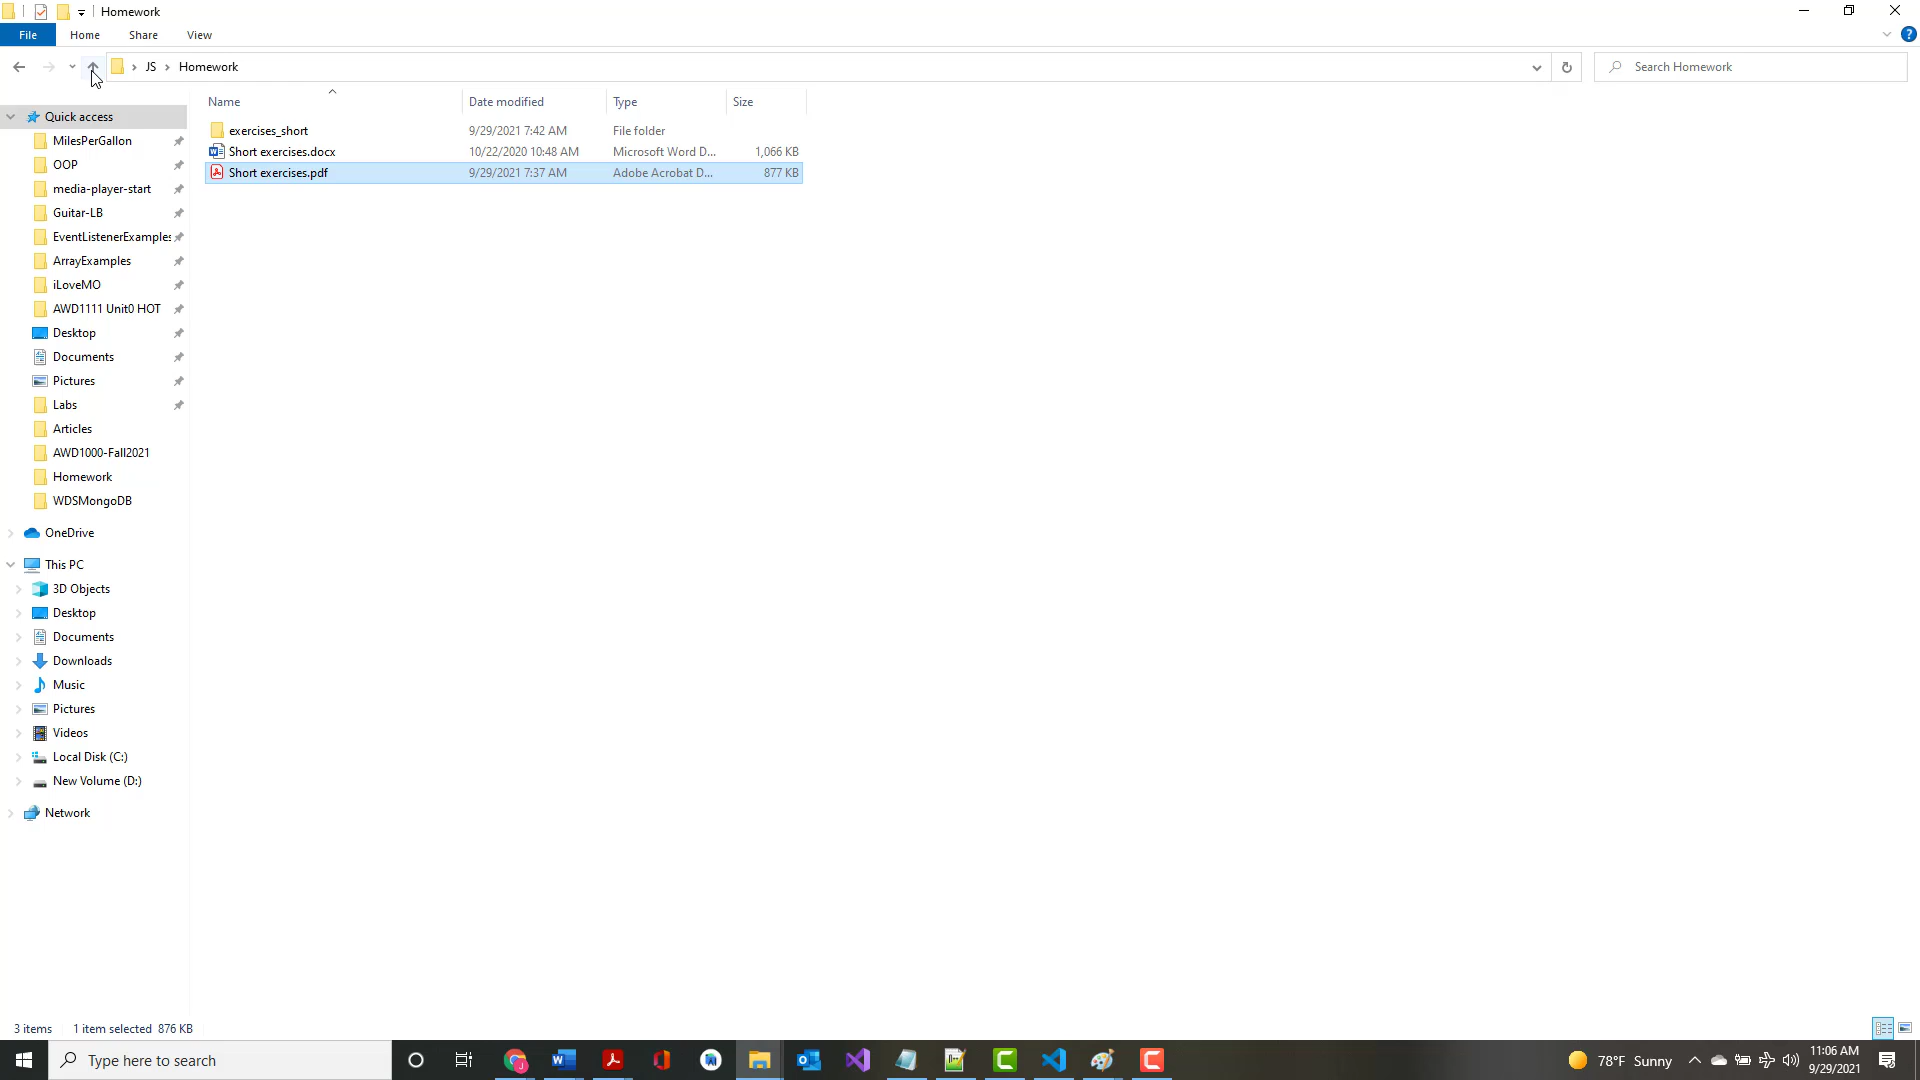 Homework
File Home Share View
JS Homework Search Homework
Name Date modified Type Size
exercises_short 9/29/2021 7:42 AM File folder
Short exercises.docx 10/22/2020 10:48 AM Microsoft Word D... 1,066 KB
Short exercises.pdf 9/29/2021 7:37 AM Adobe Acrobat D... 877 KB
Quick access
MilesPerGallon
OOP
media-player-start
Guitar-LB
EventListenerExamples
ArrayExamples
iLoveMO
AWD1111 Unit0 HOT
Desktop
Documents
Pictures
Labs
Articles
AWD1000-Fall2021
Homework
WDSMongoDB
OneDrive
This PC
3D Objects
Desktop
Documents
Downloads
Music
Pictures
Videos
Local Disk (C:)
New Volume (D:)
Network
3 items 1 item selected 876 KB
Type here to search
78°F Sunny
11:06 AM
9/29/2021